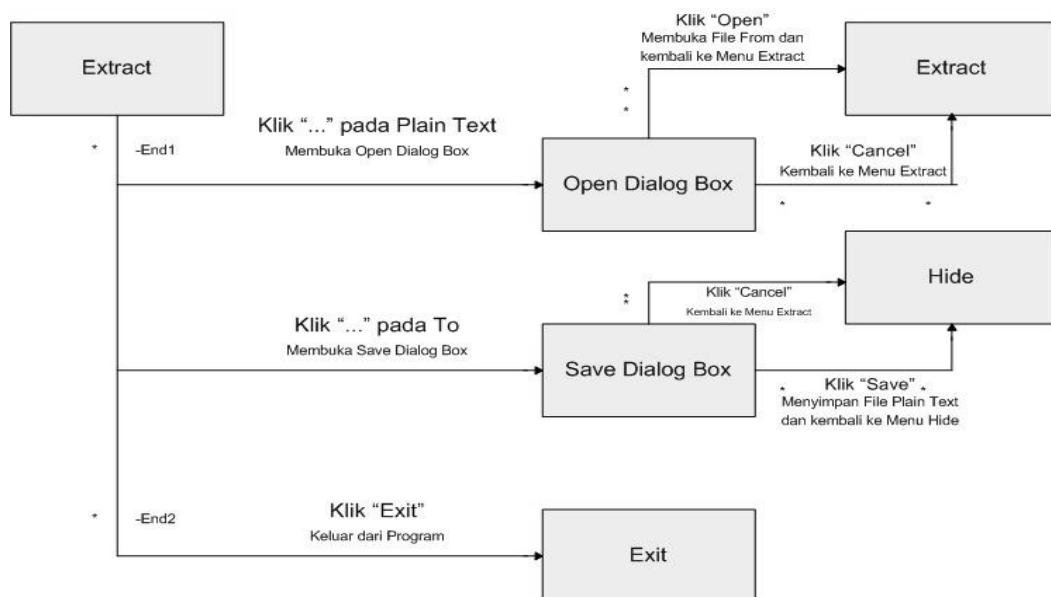 Extract
Klik “...” pada Plain Text
Membuka Open Dialog Box
*
-End1
Klik “Open”
Membuka File From dan
kembali ke Menu Extract
*
*
Extract
Open Dialog Box
Klik “Cancel”
Kembali ke Menu Extract
*
*
Klik “...” pada To
Membuka Save Dialog Box
*
*
Klik “Cancel”
Kembali ke Menu Extract
Hide
Save Dialog Box
*
Klik “Save”
*
Menyimpan File Plain Text
dan kembali ke Menu Hide
*
-End2
Klik “Exit”
Keluar dari Program
Exit